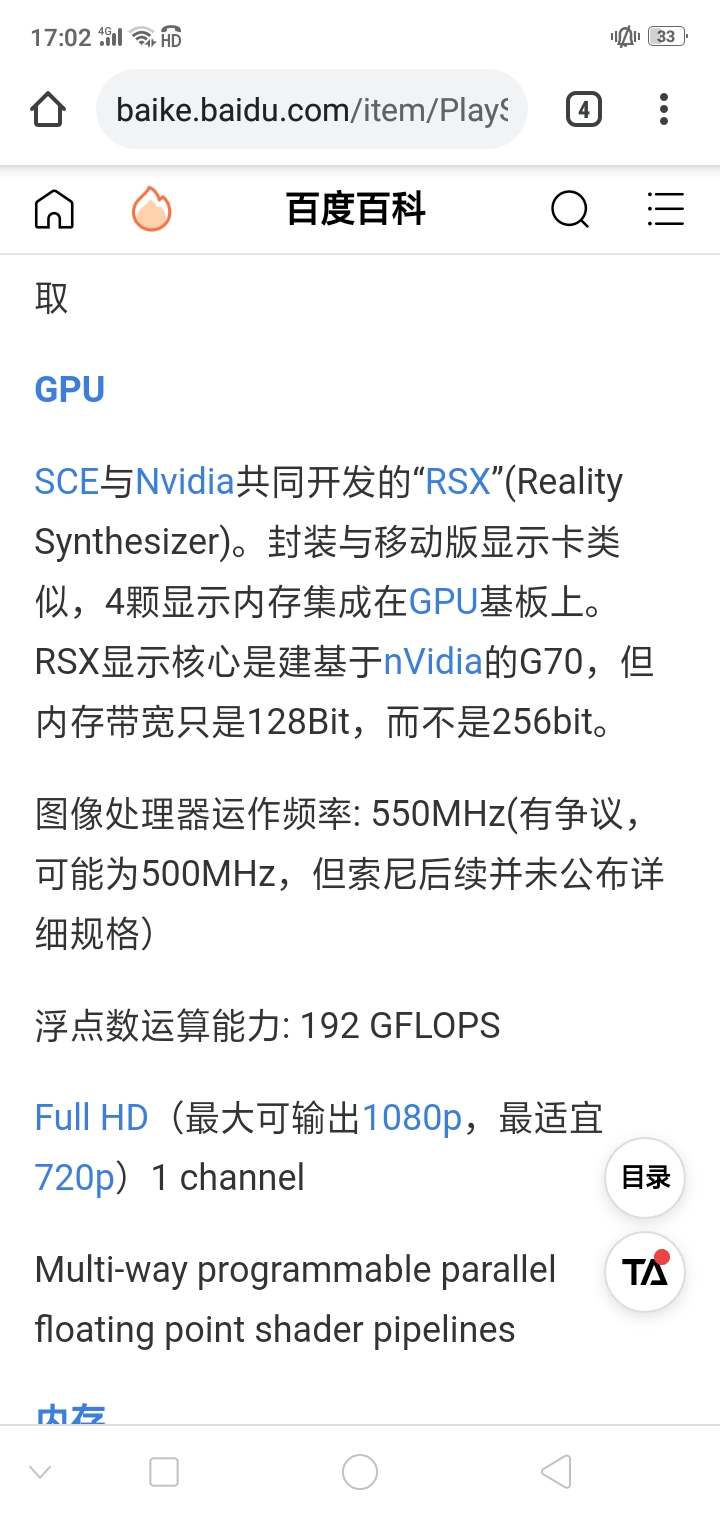 17:02 4G HD 33
baike.baidu.com/item/PlayS 4
百度百科
取
GPU
SCE与Nvidia共同开发的“RSX”(Reality
Synthesizer)。封装与移动版显示卡类
似，4颗显示内存集成在GPU基板上。
RSX显示核心是建基于nVidia的G70，但
内存带宽只是128Bit，而不是256bit。
图像处理器运作频率: 550MHz(有争议，
可能为500MHz，但索尼后续并未公布详
细规格）
浮点数运算能力: 192 GFLOPS
Full HD（最大可输出1080p，最适宜
720p）1 channel
目录
Multi-way programmable parallel
TA
floating point shader pipelines
内存